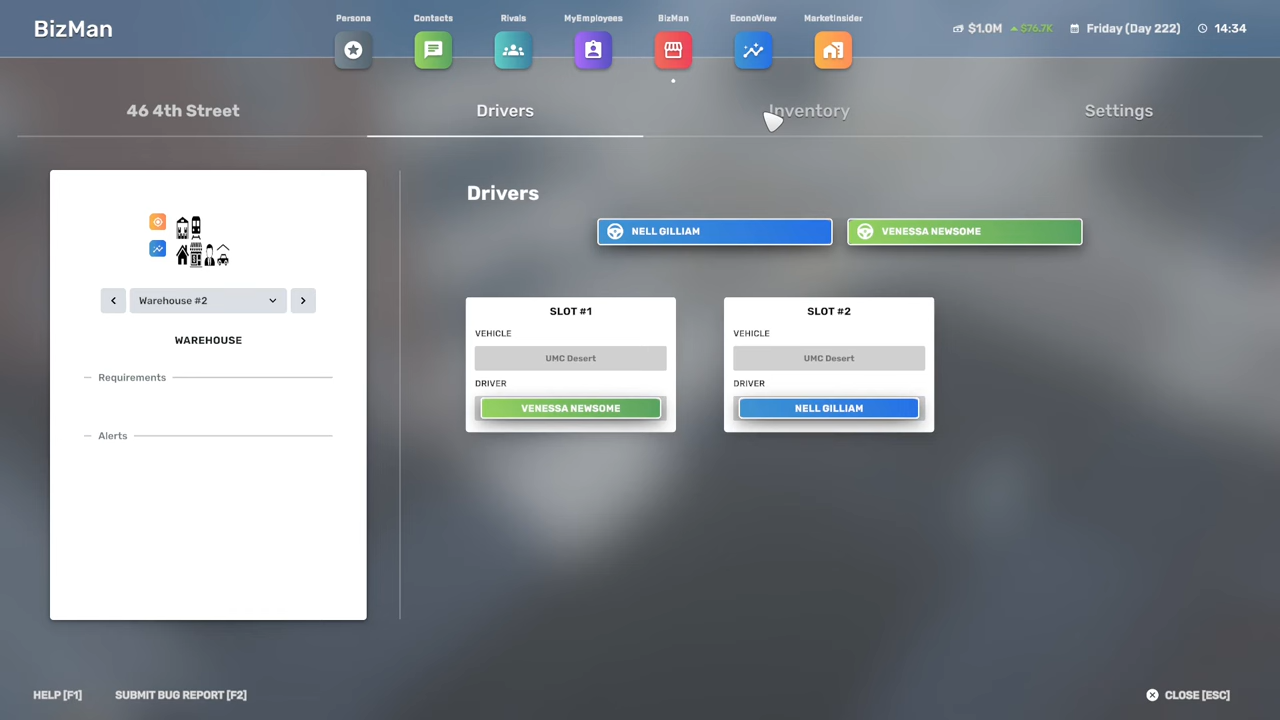 BizMan
Persona
Contacts
Rivals
MyEmployees
BizMan
EconoView
MarketInsider
$1.0M
$76.7K
Friday (Day 222)
14:34
46 4th Street
Drivers
Inventory
Settings
Warehouse #2
WAREHOUSE
Requirements
Alerts
Drivers
NELL GILLIAM
VENESSA NEWSOME
SLOT #1
VEHICLE
UMC Desert
DRIVER
VENESSA NEWSOME
SLOT #2
VEHICLE
UMC Desert
DRIVER
NELL GILLIAM
HELP [F1]
SUBMIT BUG REPORT [F2]
CLOSE [ESC]